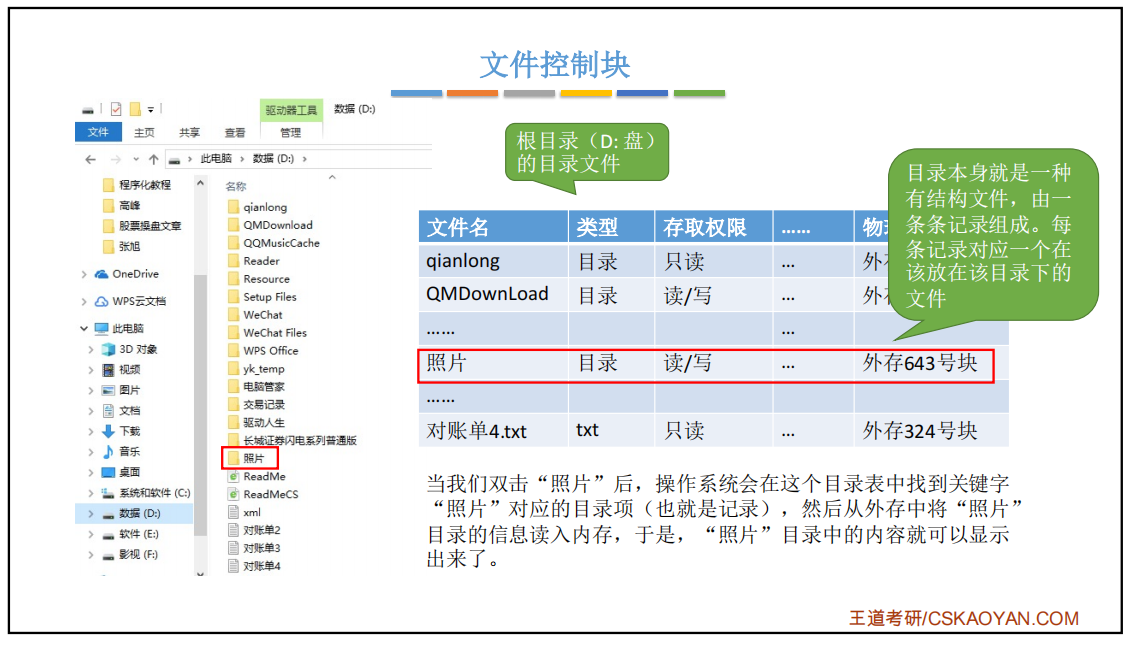 文件控制块
驱动器工具 数据 (D:)
文件 主页 共享 查看 管理
此电脑 数据 (D:)
程序化教程
高峰
股票操盘文章
张旭
OneDrive
WPS云文档
此电脑
3D 对象
视频
图片
文档
下载
音乐
桌面
系统和软件 (C:)
数据 (D:)
软件 (E:)
影视 (F:)
名称
qianlong
QMDownload
QQMusicCache
Reader
Resource
Setup Files
WeChat
WeChat Files
WPS Office
yk_temp
电脑管家
交易记录
驱动人生
长城证券闪电系列普通版
照片
ReadMe
ReadMeCS
xml
对账单2
对账单3
对账单4
根目录（D: 盘）
的目录文件
目录本身就是一种
有结构文件，由一
条条记录组成。每
条记录对应一个在
该放在该目录下的
文件
文件名 类型 存取权限 …… 物
qianlong 目录 只读 … 外
QMDownLoad 目录 读/写 … 外
…… …
照片 目录 读/写 … 外存643号块
……
对账单4.txt txt 只读 … 外存324号块
当我们双击“照片”后，操作系统会在这个目录表中找到关键字
“照片”对应的目录项（也就是记录），然后从外存中将“照片”
目录的信息读入内存，于是，“照片”目录中的内容就可以显示
出来了。
王道考研/CSKAOYAN.COM